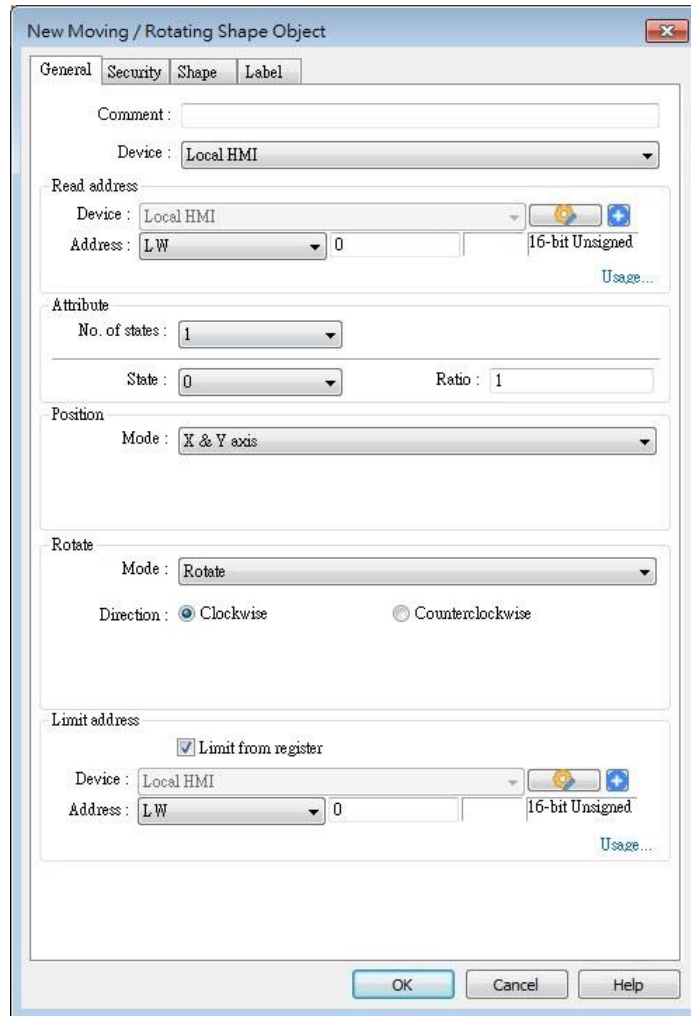 New Moving / Rotating Shape Object
General Security Shape Label
Comment :
Device : Local HMI
Read address
Device : Local HMI
Address : LW 0 16-bit Unsigned
Usage...
Attribute
No. of states : 1
State : 0 Ratio : 1
Position
Mode : X & Y axis
Rotate
Mode : Rotate
Direction : Clockwise Counterclockwise
Limit address
Limit from register
Device : Local HMI
Address : LW 0 16-bit Unsigned
Usage...
OK Cancel Help